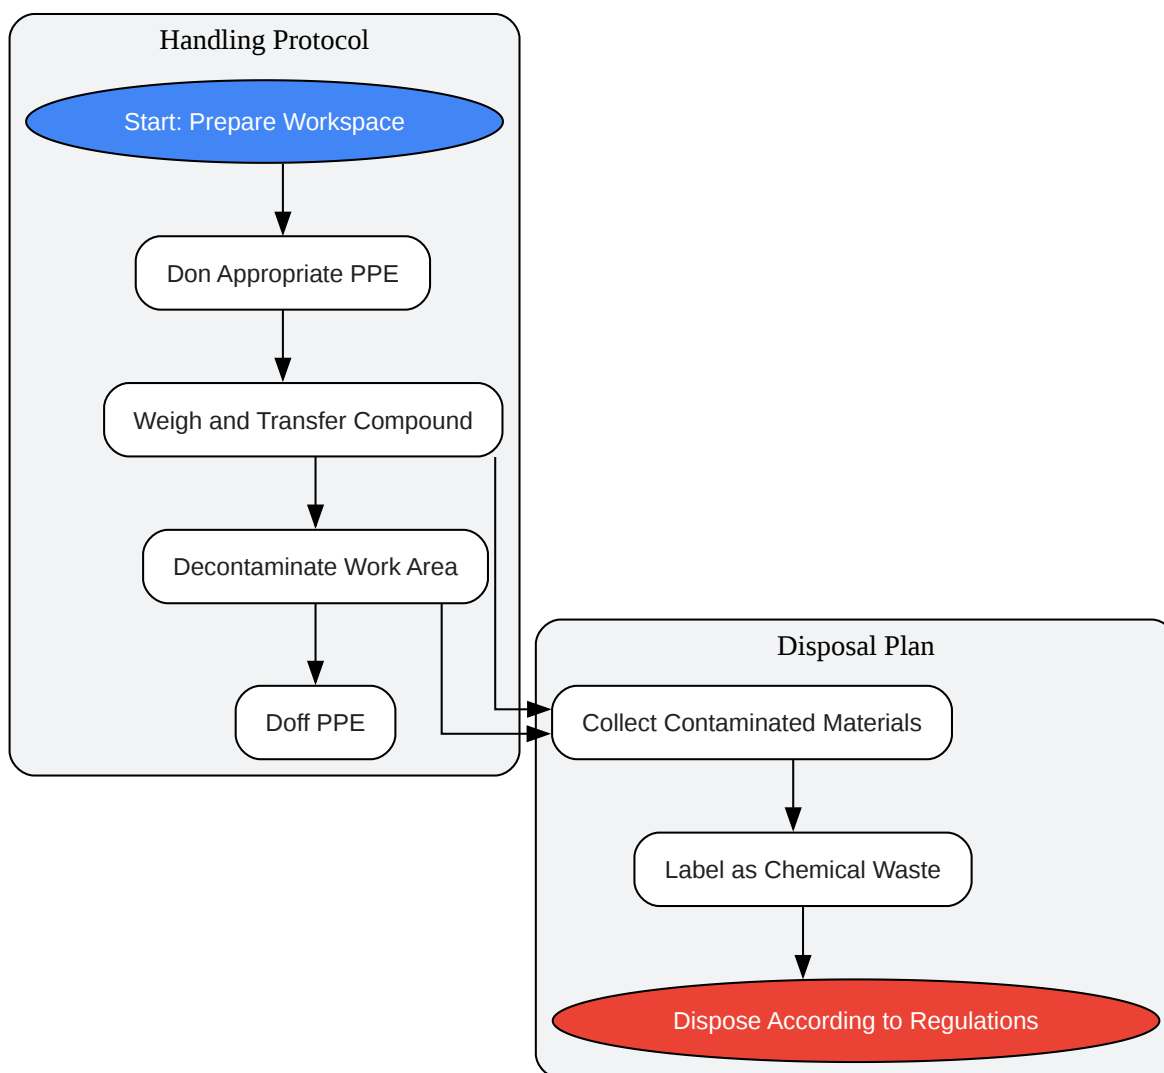 Handling Protocol
Start: Prepare Workspace
Don Appropriate PPE
Weigh and Transfer Compound
Decontaminate Work Area
Doff PPE
Disposal Plan
Collect Contaminated Materials
Label as Chemical Waste
Dispose According to Regulations